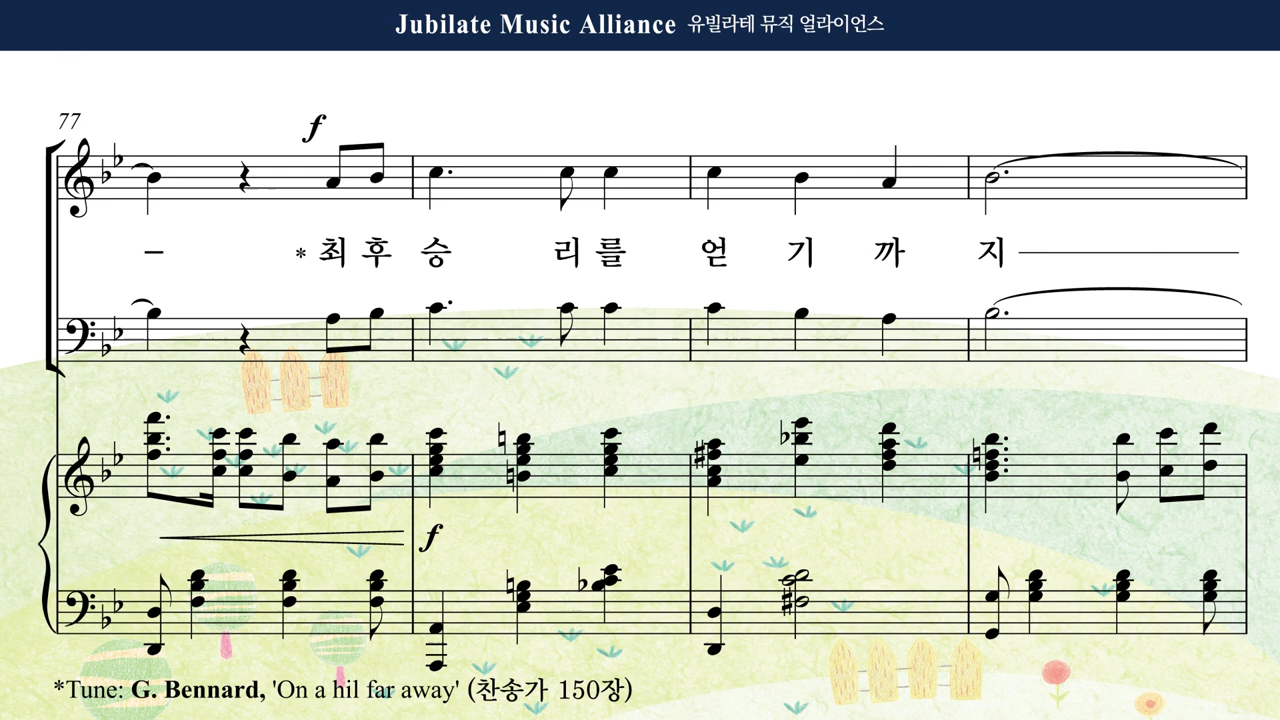 Jubilate Music Alliance 유빌라테 뮤직 얼라이언스
77
f
– *최 후 승 리 를 얻 기 까 지
f
*Tune: G. Bennard, 'On a hil far away' (찬송가 150장)